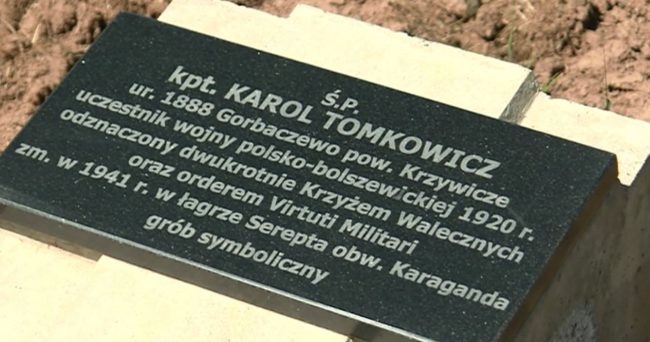 Ś.P.
kpt. KAROL TOMKOWICZ
ur. 1888 Gorbaczewo pow. Krzywicze
uczestnik wojny polsko-bolszewickiej 1920 r.
odznaczony dwukrotnie Krzyżem Walecznych
oraz orderem Virtuti Militari
zm. w 1941 r. w łagrze Serepta obw. Karaganda
grób symboliczny